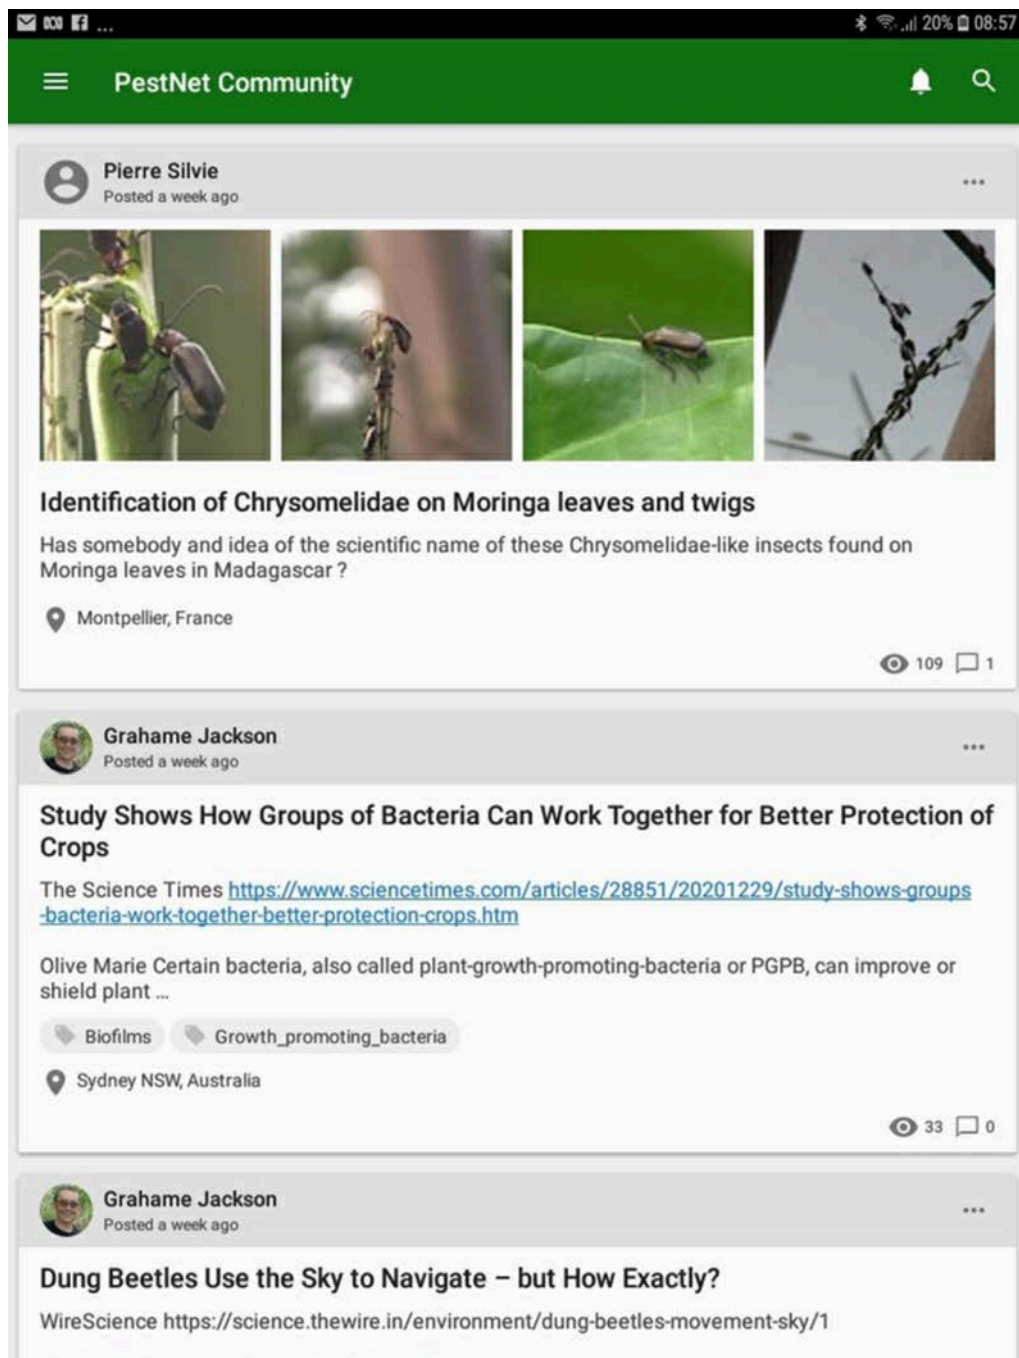 ... 20% 08:57
PestNet Community
Pierre Silvie
Posted a week ago
Identification of Chrysomelidae on Moringa leaves and twigs
Has somebody and idea of the scientific name of these Chrysomelidae-like insects found on
Moringa leaves in Madagascar ?
Montpellier, France
109 1
Grahame Jackson
Posted a week ago
Study Shows How Groups of Bacteria Can Work Together for Better Protection of
Crops
The Science Times https://www.sciencetimes.com/articles/28851/20201229/study-shows-groups
-bacteria-work-together-better-protection-crops.htm
Olive Marie Certain bacteria, also called plant-growth-promoting-bacteria or PGPB, can improve or
shield plant ...
Biofilms Growth_promoting_bacteria
Sydney NSW, Australia
33 0
Grahame Jackson
Posted a week ago
Dung Beetles Use the Sky to Navigate – but How Exactly?
WireScience https://science.thewire.in/environment/dung-beetles-movement-sky/1